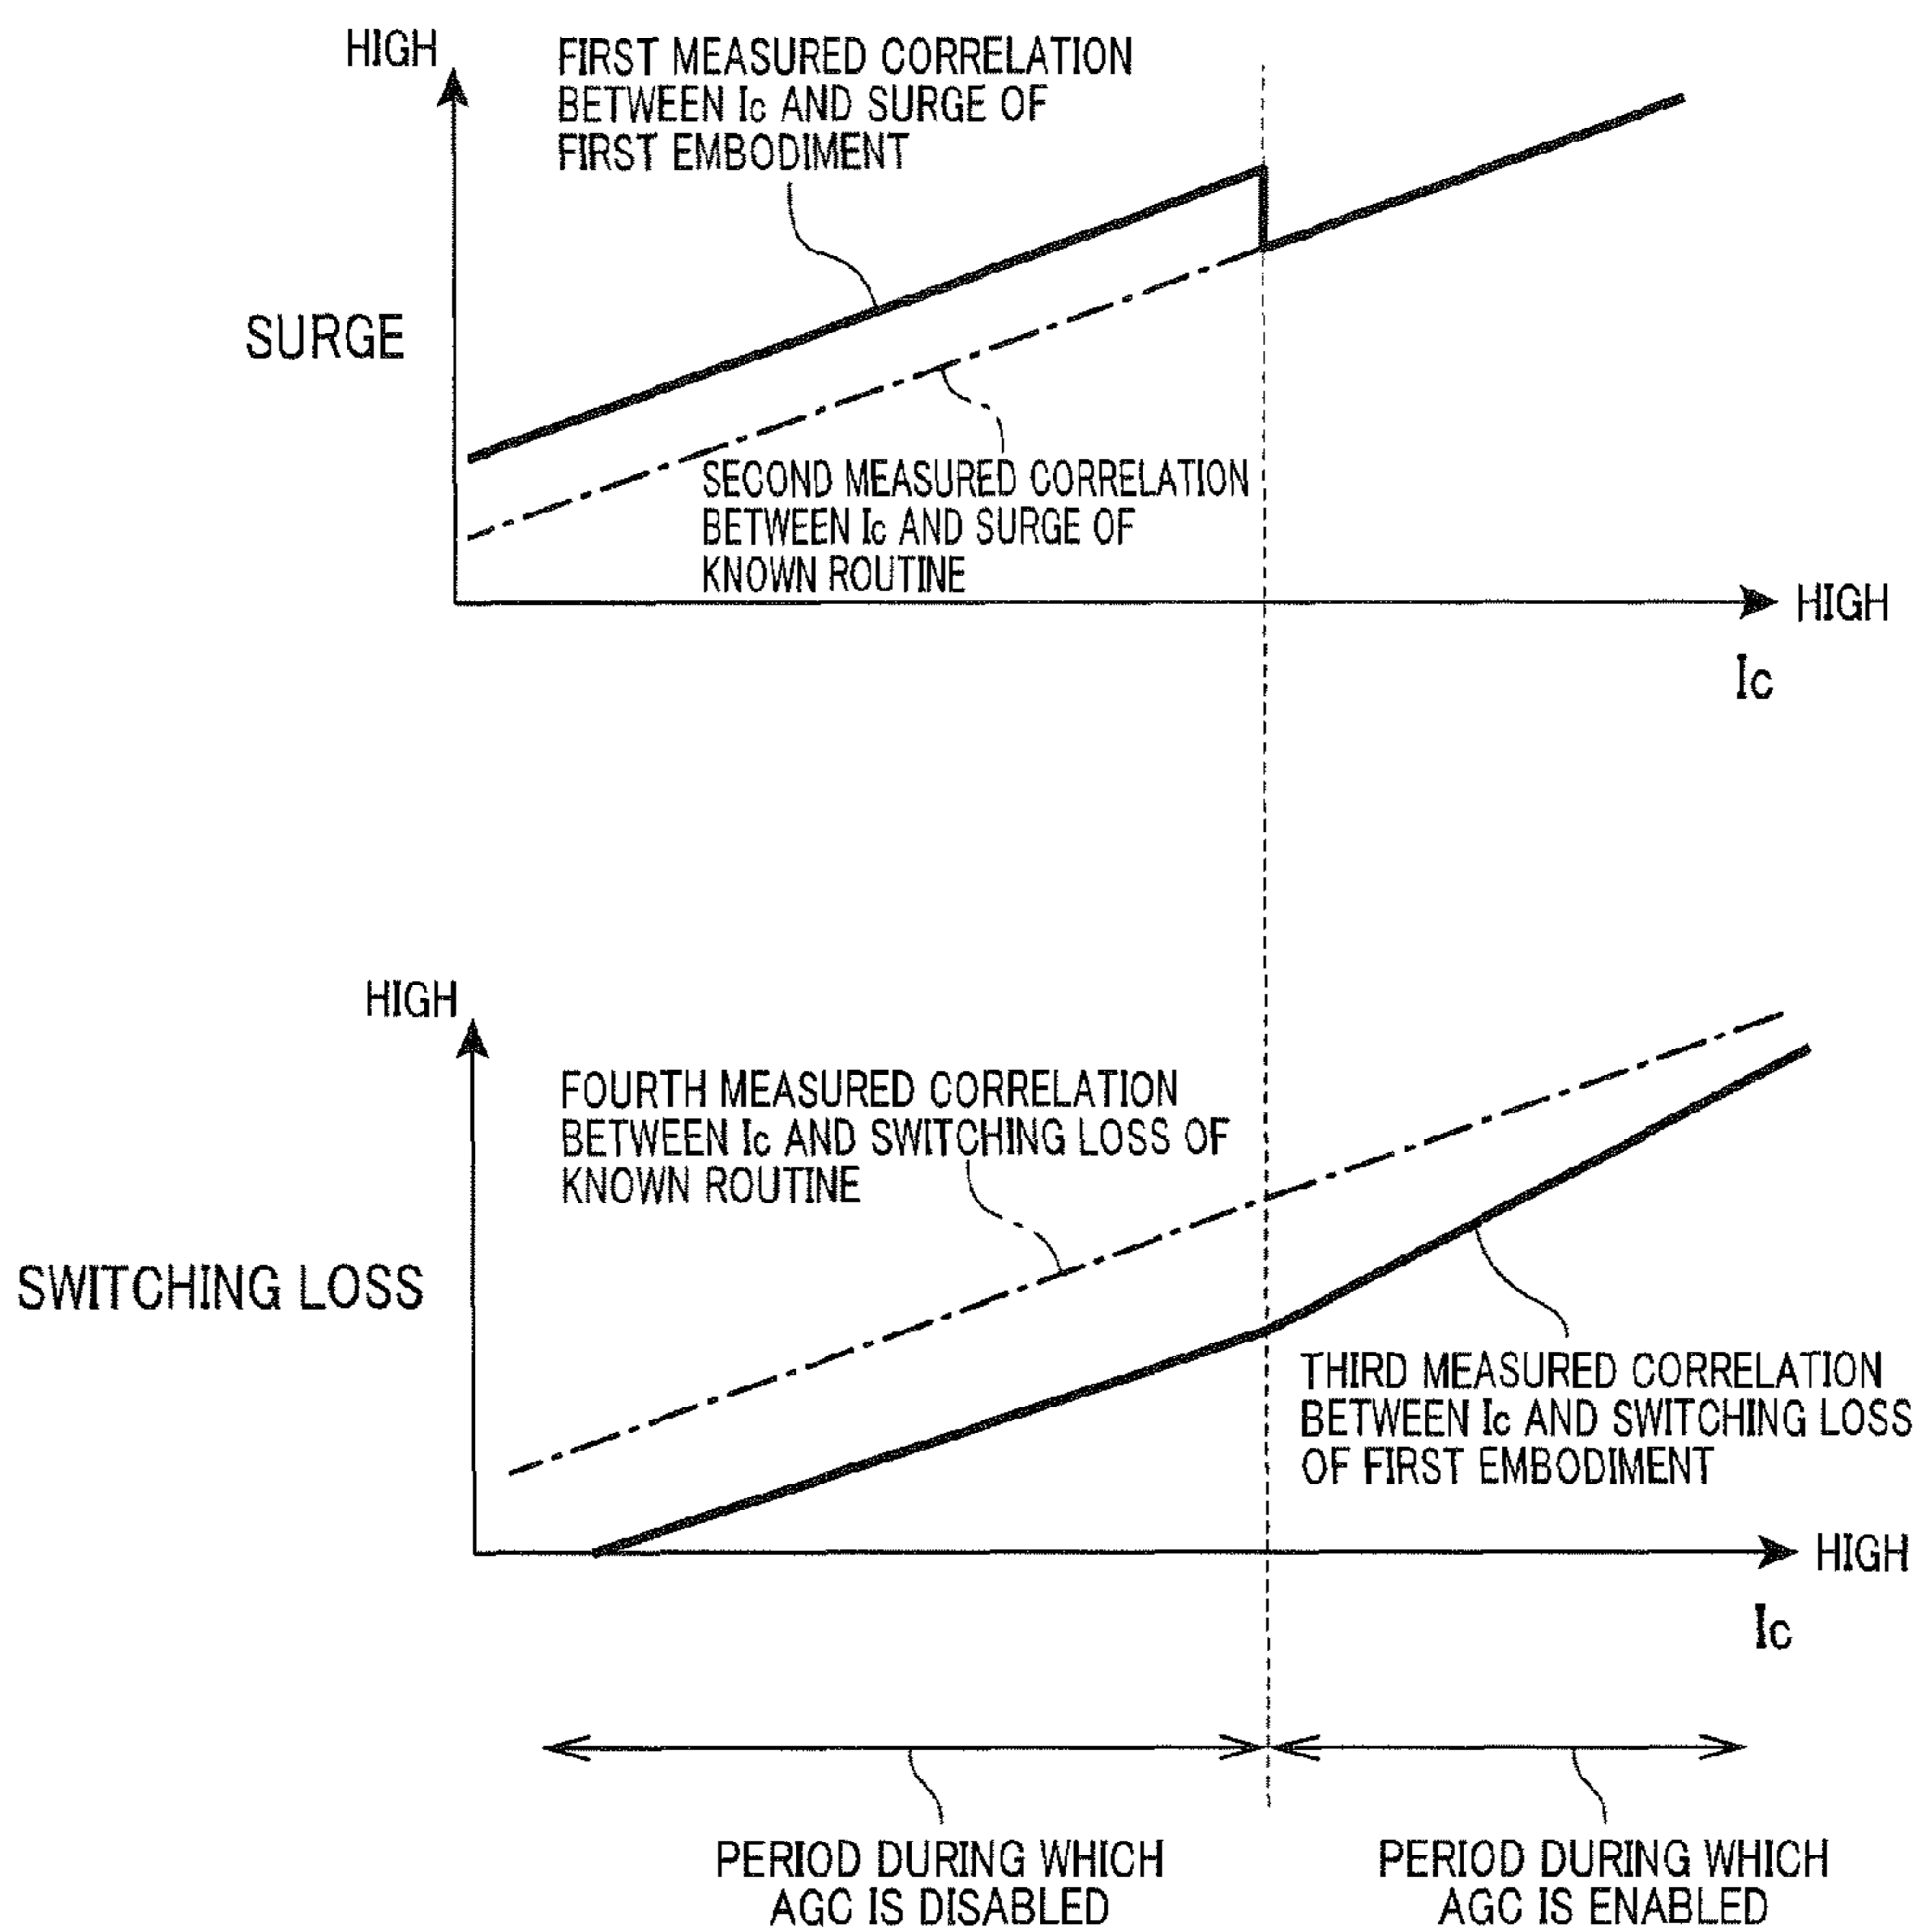 HIGH
FIRST MEASURED CORRELATION
BETWEEN Ic AND SURGE OF
FIRST EMBODIMENT
SURGE
SECOND MEASURED CORRELATION
BETWEEN Ic AND SURGE OF
KNOWN ROUTINE
HIGH
Ic
HIGH
FOURTH MEASURED CORRELATION
BETWEEN Ic AND SWITCHING LOSS OF
KNOWN ROUTINE
SWITCHING LOSS
THIRD MEASURED CORRELATION
BETWEEN Ic AND SWITCHING LOSS
OF FIRST EMBODIMENT
HIGH
Ic
PERIOD DURING WHICH
AGC IS DISABLED
PERIOD DURING WHICH
AGC IS ENABLED